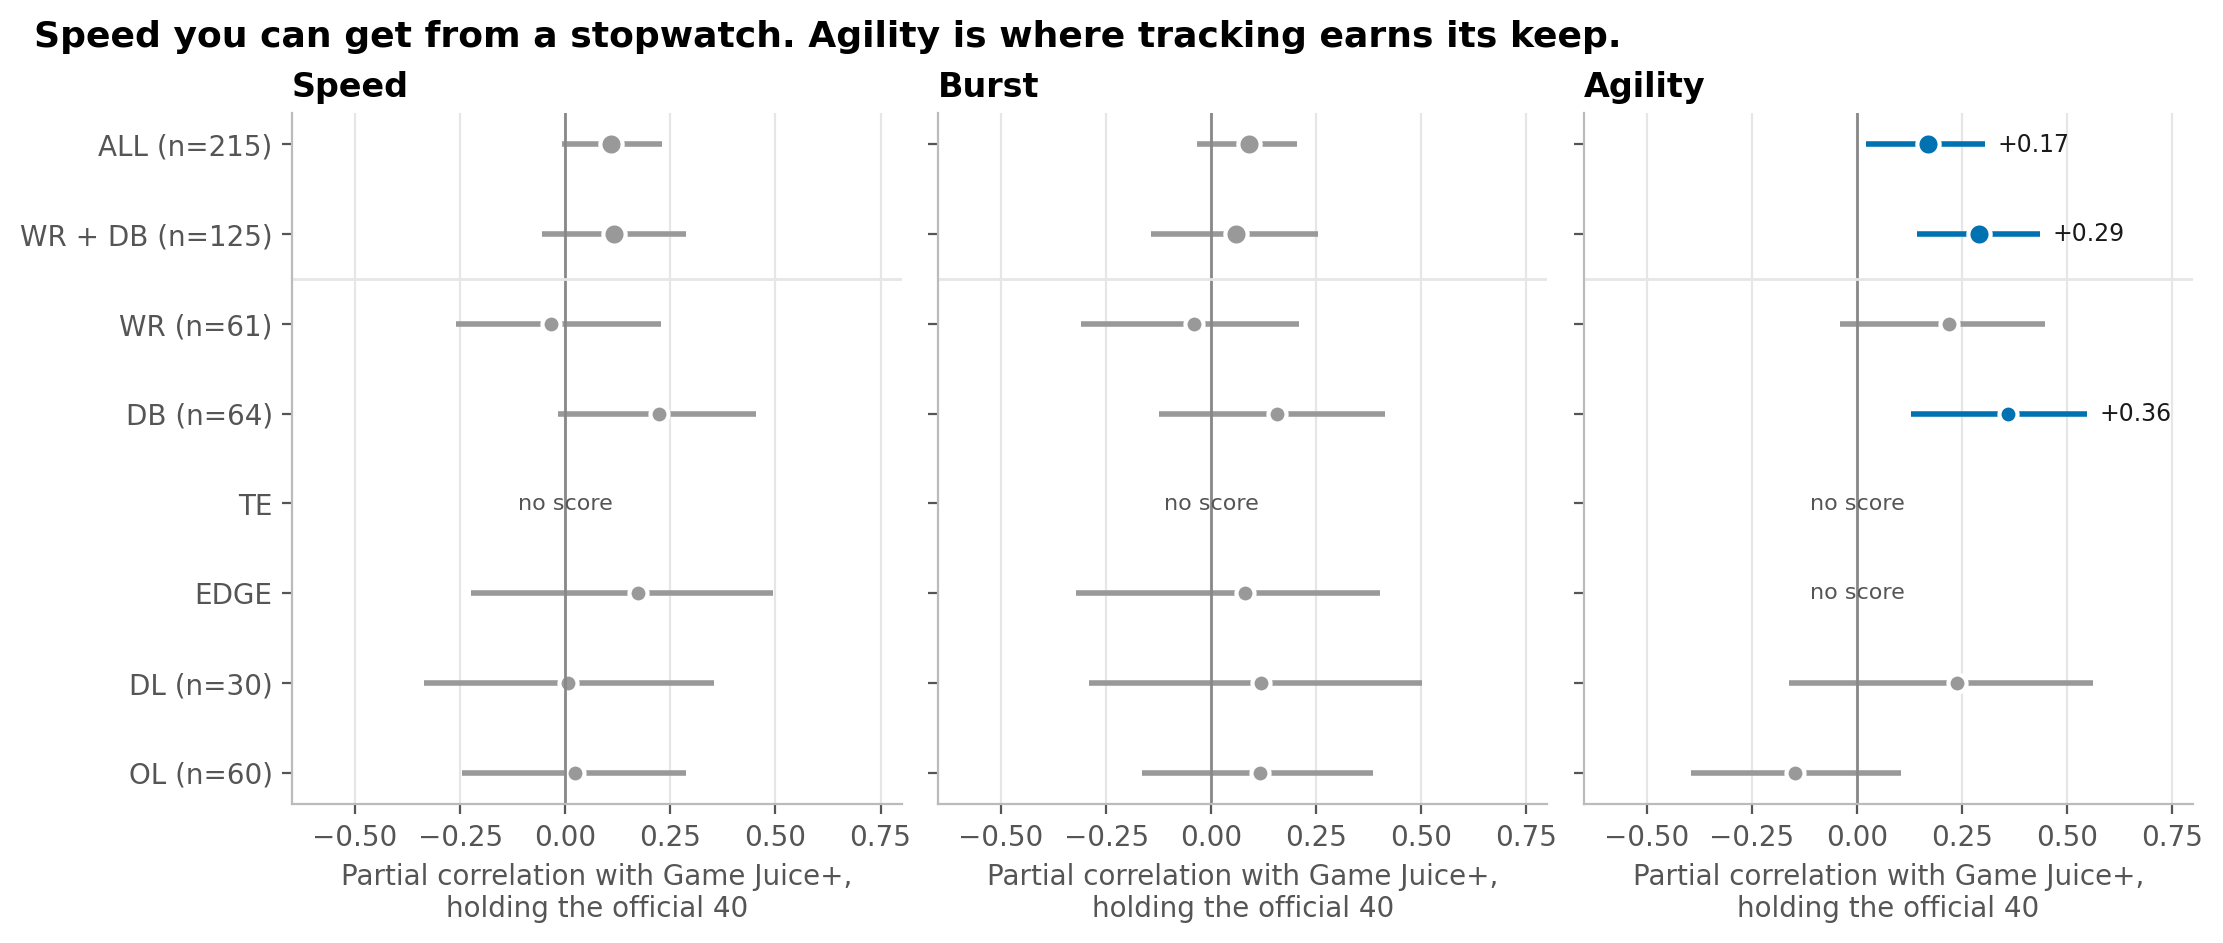 Speed you can get from a stopwatch. Agility is where tracking earns its keep.
Speed
Burst
Agility
ALL (n=215)
+0.17
WR + DB (n=125)
+0.29
WR (n=61)
DB (n=64)
+0.36
TE
no score
no score
no score
EDGE
no score
DL (n=30)
OL (n=60)
−0.50 −0.25 0.00 0.25 0.50 0.75
−0.50 −0.25 0.00 0.25 0.50 0.75
−0.50 −0.25 0.00 0.25 0.50 0.75
Partial correlation with Game Juice+,
holding the official 40
Partial correlation with Game Juice+,
holding the official 40
Partial correlation with Game Juice+,
holding the official 40